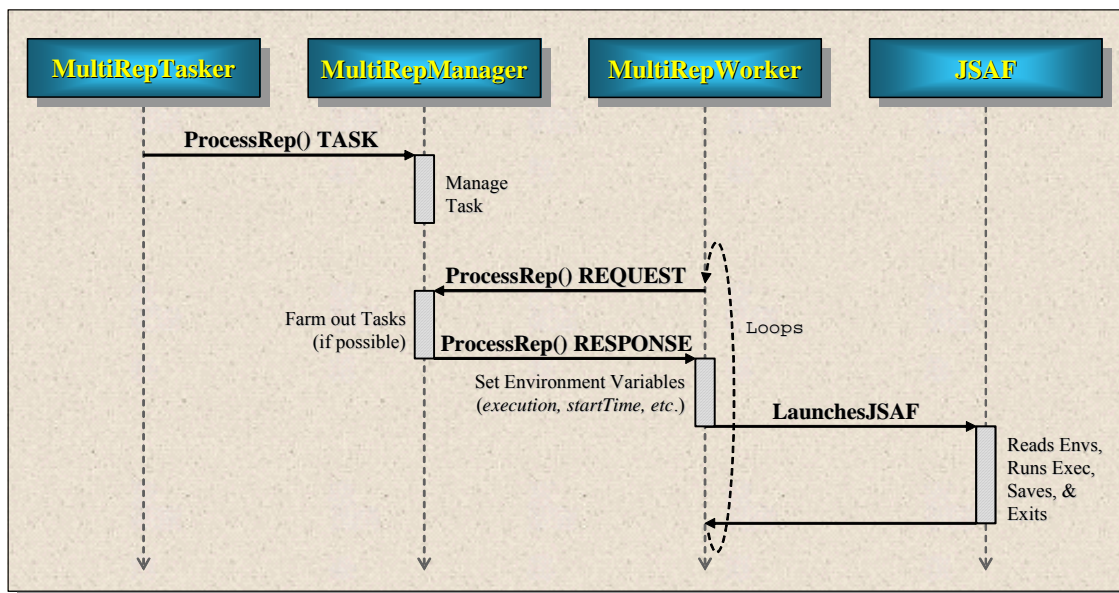 MultiRepTasker
MultiRepManager
MultiRepWorker
JSAF
ProcessRep() TASK
Manage
Task
ProcessRep() REQUEST
Farm out Tasks
(if possible)
Loops
ProcessRep() RESPONSE
Set Environment Variables
(execution, startTime, etc.)
LaunchesJSAF
Reads Envs,
Runs Exec,
Saves, &
Exits